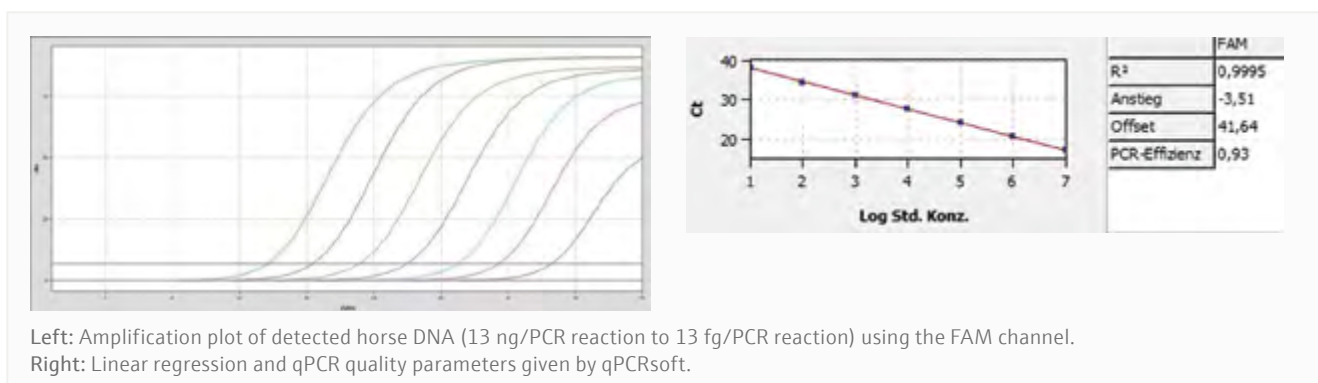 40
30
20
Ct
1 2 3 4 5 6 7
Log Std. Konz.
FAM
R² 0,9995
Anstieg -3,51
Offset 41,64
PCR-Effizienz 0,93
Left: Amplification plot of detected horse DNA (13 ng/PCR reaction to 13 fg/PCR reaction) using the FAM channel.
Right: Linear regression and qPCR quality parameters given by qPCRsoft.